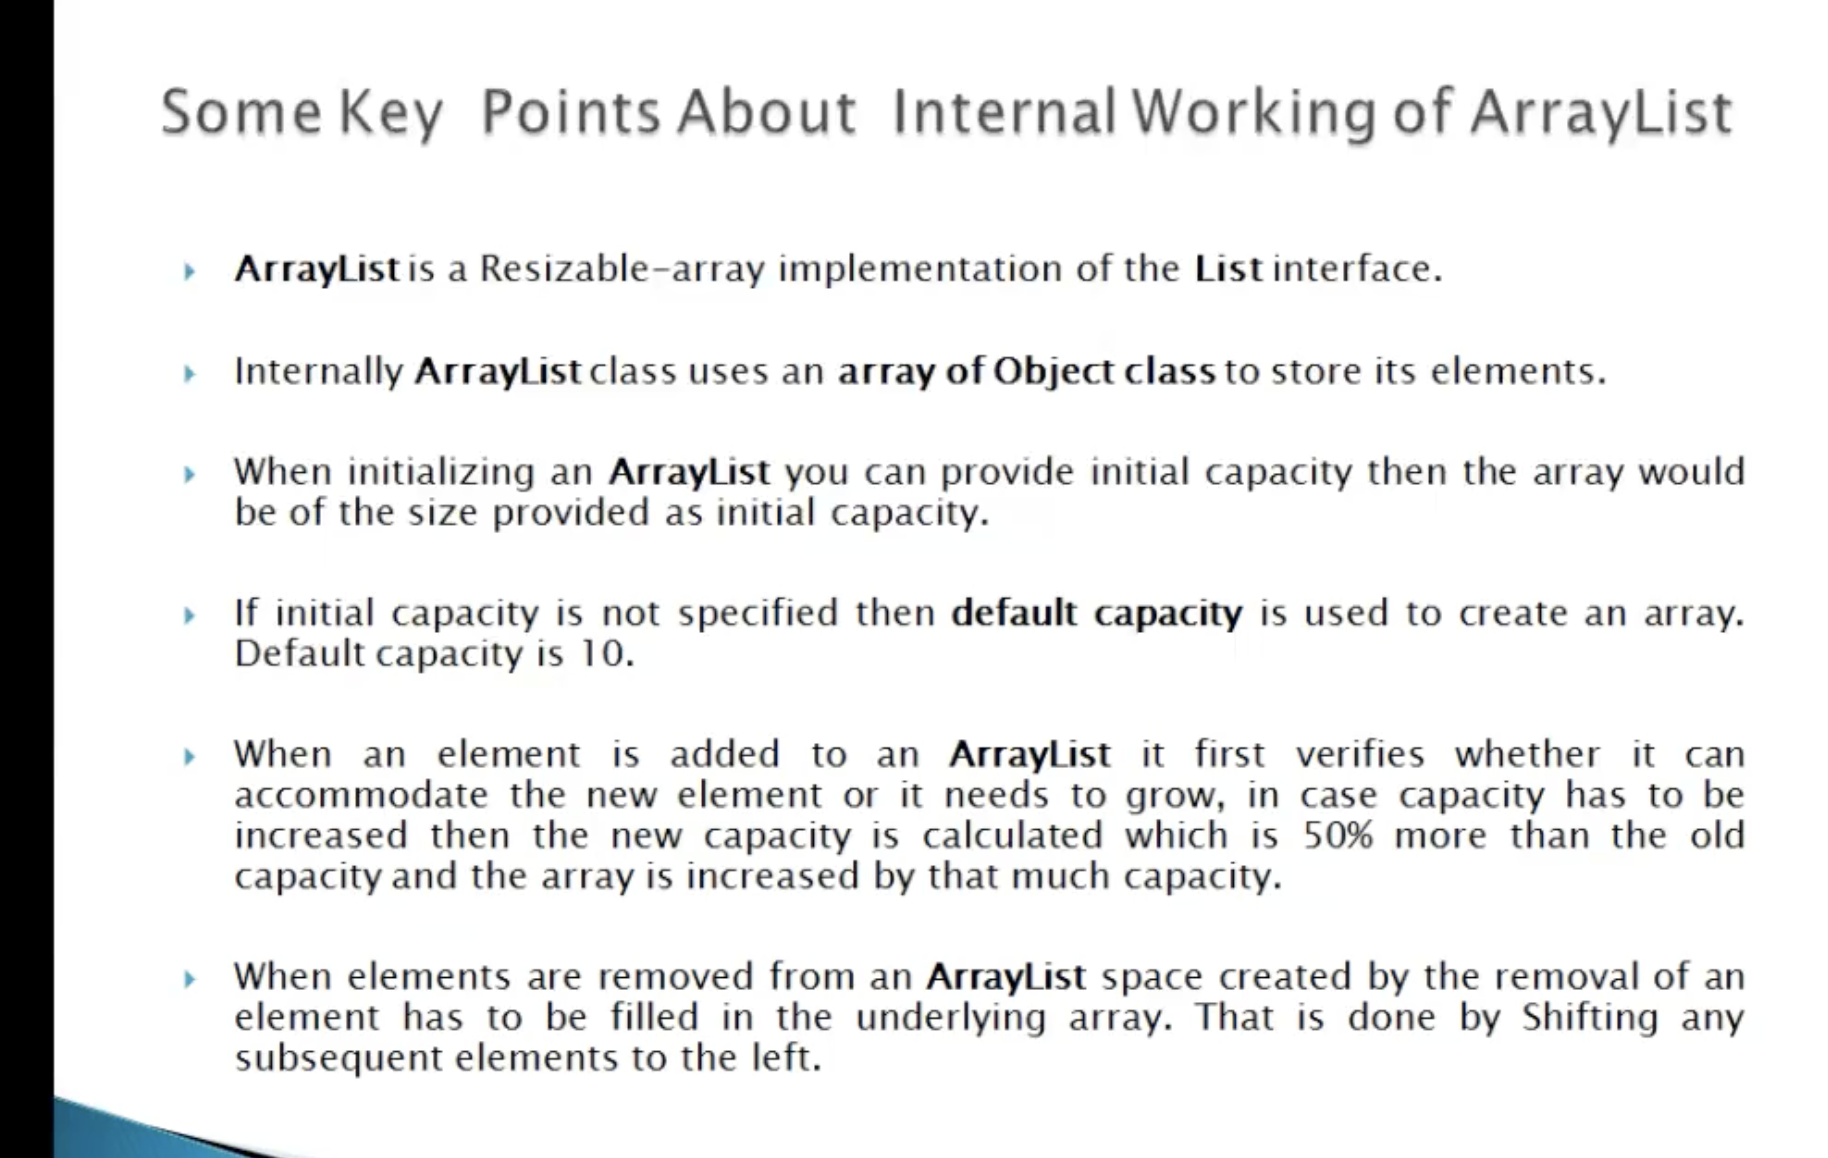 Some Key Points About Internal Working of ArrayList
ArrayList is a Resizable-array implementation of the List interface.
Internally ArrayList class uses an array of Object class to store its elements.
When initializing an ArrayList you can provide initial capacity then the array would
be of the size provided as initial capacity.
If initial capacity is not specified then default capacity is used to create an array.
Default capacity is 10.
When an element is added to an ArrayList it first verifies whether it can
accommodate the new element or it needs to grow, in case capacity has to be
increased then the new capacity is calculated which is 50% more than the old
capacity and the array is increased by that much capacity.
When elements are removed from an ArrayList space created by the removal of an
element has to be filled in the underlying array. That is done by Shifting any
subsequent elements to the left.